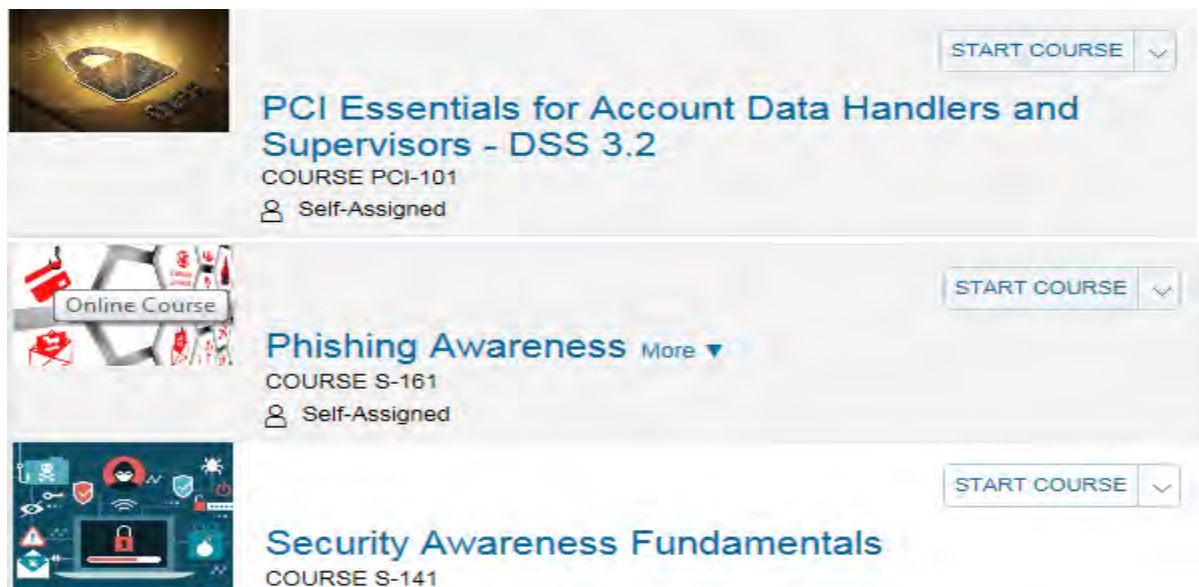 START COURSE
PCI Essentials for Account Data Handlers and
Supervisors - DSS 3.2
COURSE PCI-101
Self-Assigned
START COURSE
Online Course
Phishing Awareness More ▼
COURSE S-161
Self-Assigned
START COURSE
Security Awareness Fundamentals
COURSE S-141